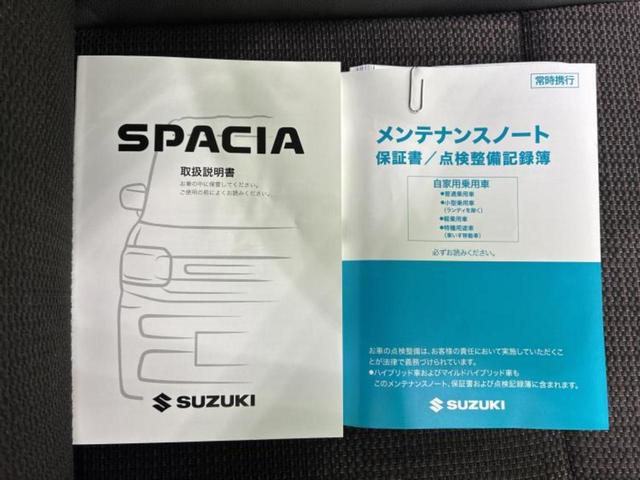 SPACIA
取扱説明書
お車の中に保管してください。
ご使用の前によくお読みください。
SUZUKI
常時携行
メンテナンスノート
保証書／点検整備記録簿
自家用乗用車
●普通乗用車
●小型乗用車
(ランディを除く)
●軽乗用車
●特種用途車
(車いす移動車)
必ずお読みください。
お車の点検整備は、お客様の責任において実施していただくこ
とが法律で義務づけられています。
●ハイブリッド車およびマイルドハイブリッド車も
このメンテナンスノート、保証書および点検記録簿に含まれます。
SUZUKI